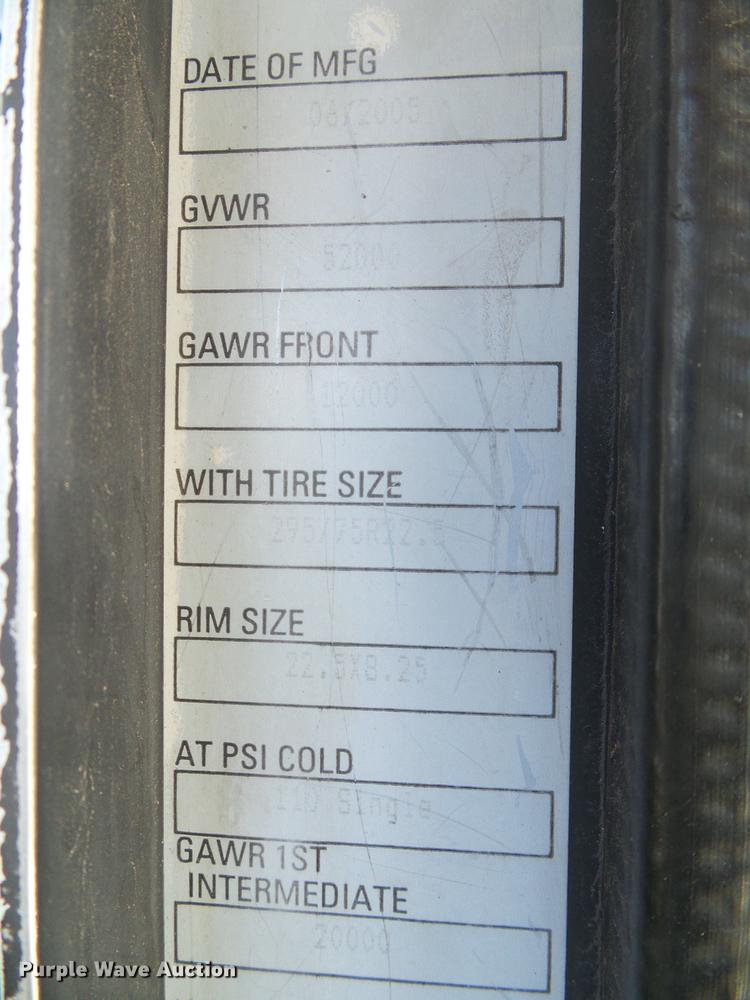 DATE OF MFG
06/2005
GVWR
52000
GAWR FRONT
12000
WITH TIRE SIZE
295/75R22.5
RIM SIZE
22.5X8.25
AT PSI COLD
110 Single
GAWR 1ST
INTERMEDIATE
20000
Purple Wave Auction